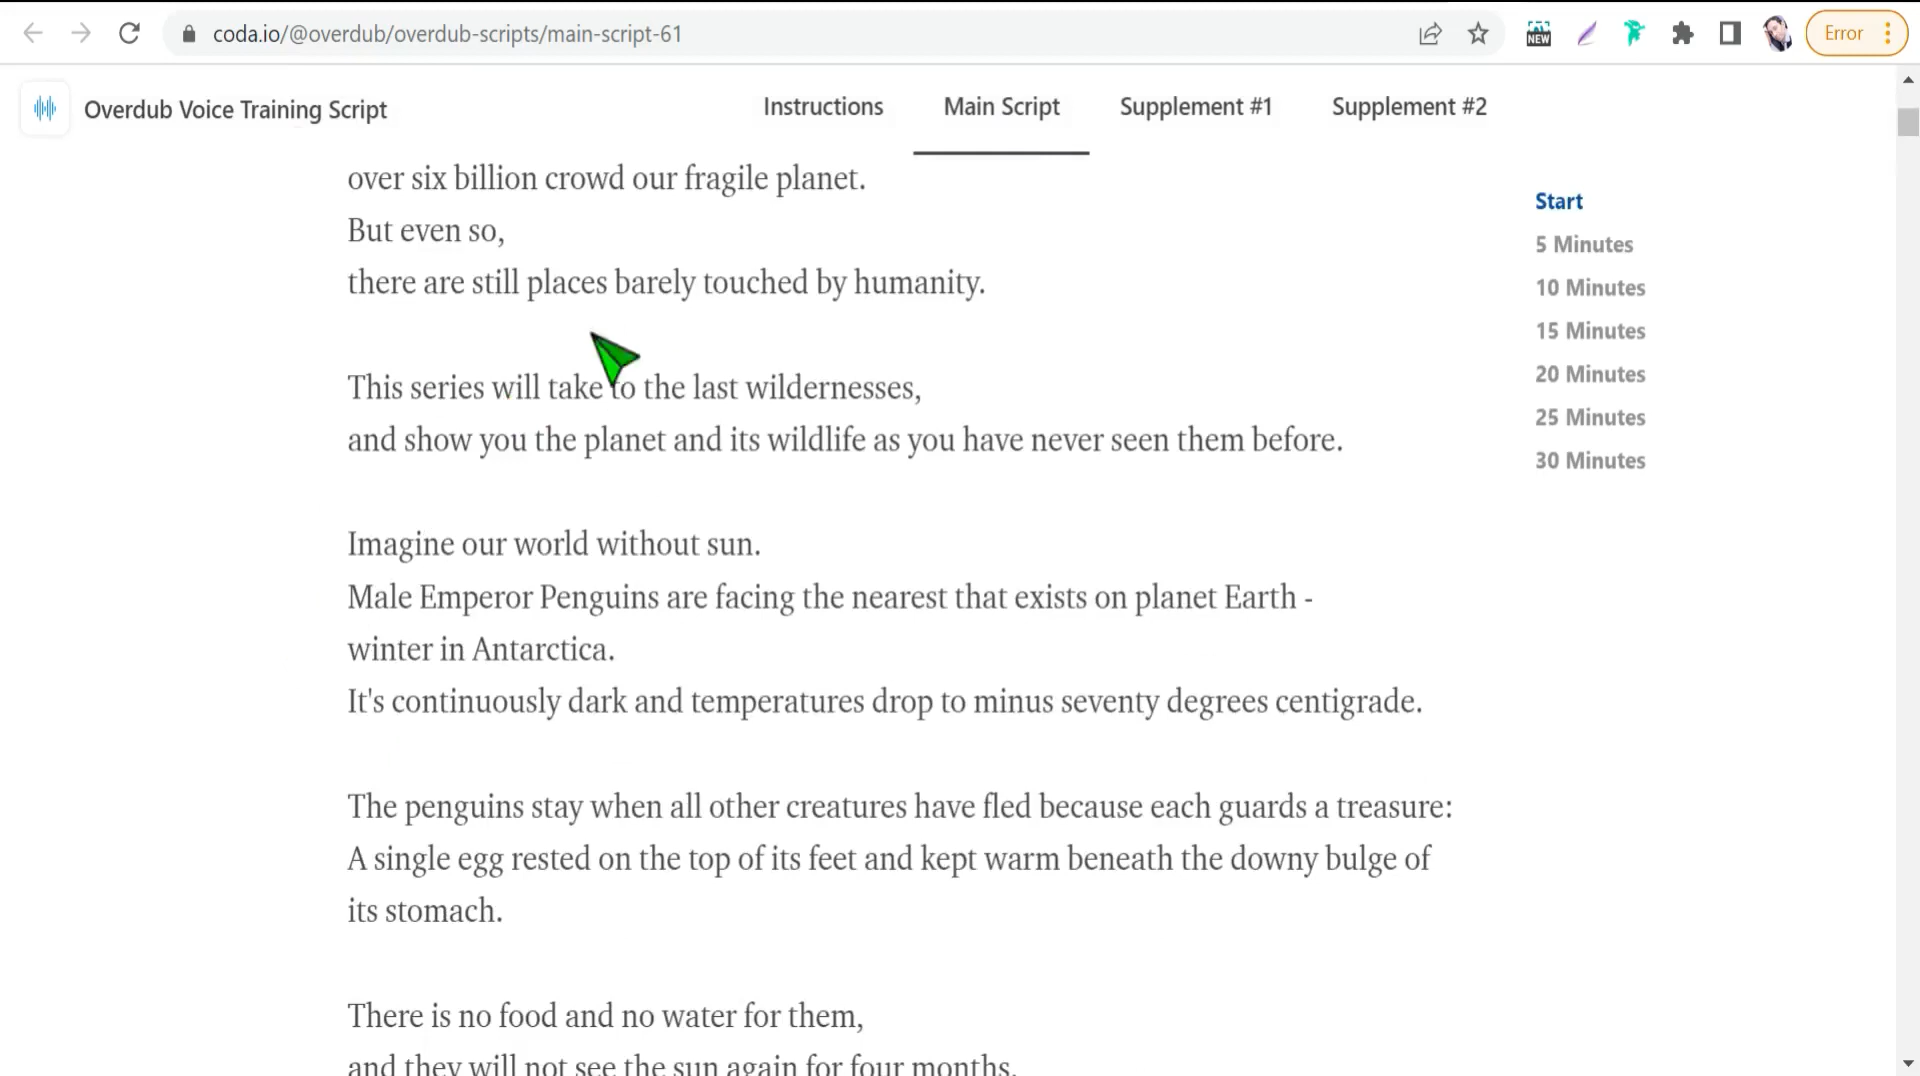 coda.io/@overdub/overdub-scripts/main-script-61
NEW
Error
Overdub Voice Training Script
Instructions
Main Script
Supplement #1
Supplement #2
over six billion crowd our fragile planet.
But even so,
there are still places barely touched by humanity.
This series will take to the last wildernesses,
and show you the planet and its wildlife as you have never seen them before.
Imagine our world without sun.
Male Emperor Penguins are facing the nearest that exists on planet Earth -
winter in Antarctica.
It's continuously dark and temperatures drop to minus seventy degrees centigrade.
The penguins stay when all other creatures have fled because each guards a treasure:
A single egg rested on the top of its feet and kept warm beneath the downy bulge of
its stomach.
There is no food and no water for them,
and they will not see the sun again for four months.
Start
5 Minutes
10 Minutes
15 Minutes
20 Minutes
25 Minutes
30 Minutes